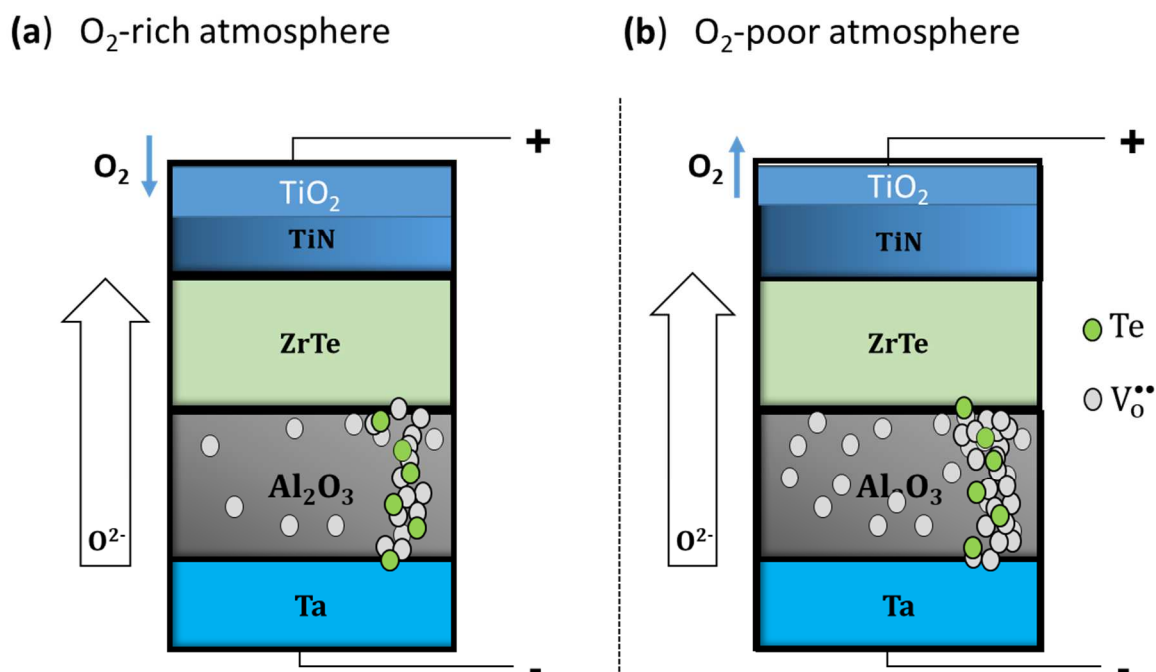 (a) O₂-rich atmosphere
+
O₂
TiO₂
TiN
ZrTe
Al₂O₃
O²⁻
Ta
-
(b) O₂-poor atmosphere
+
O₂
TiO₂
TiN
ZrTe
Te
V₀••
Al₂O₃
O²⁻
Ta
-